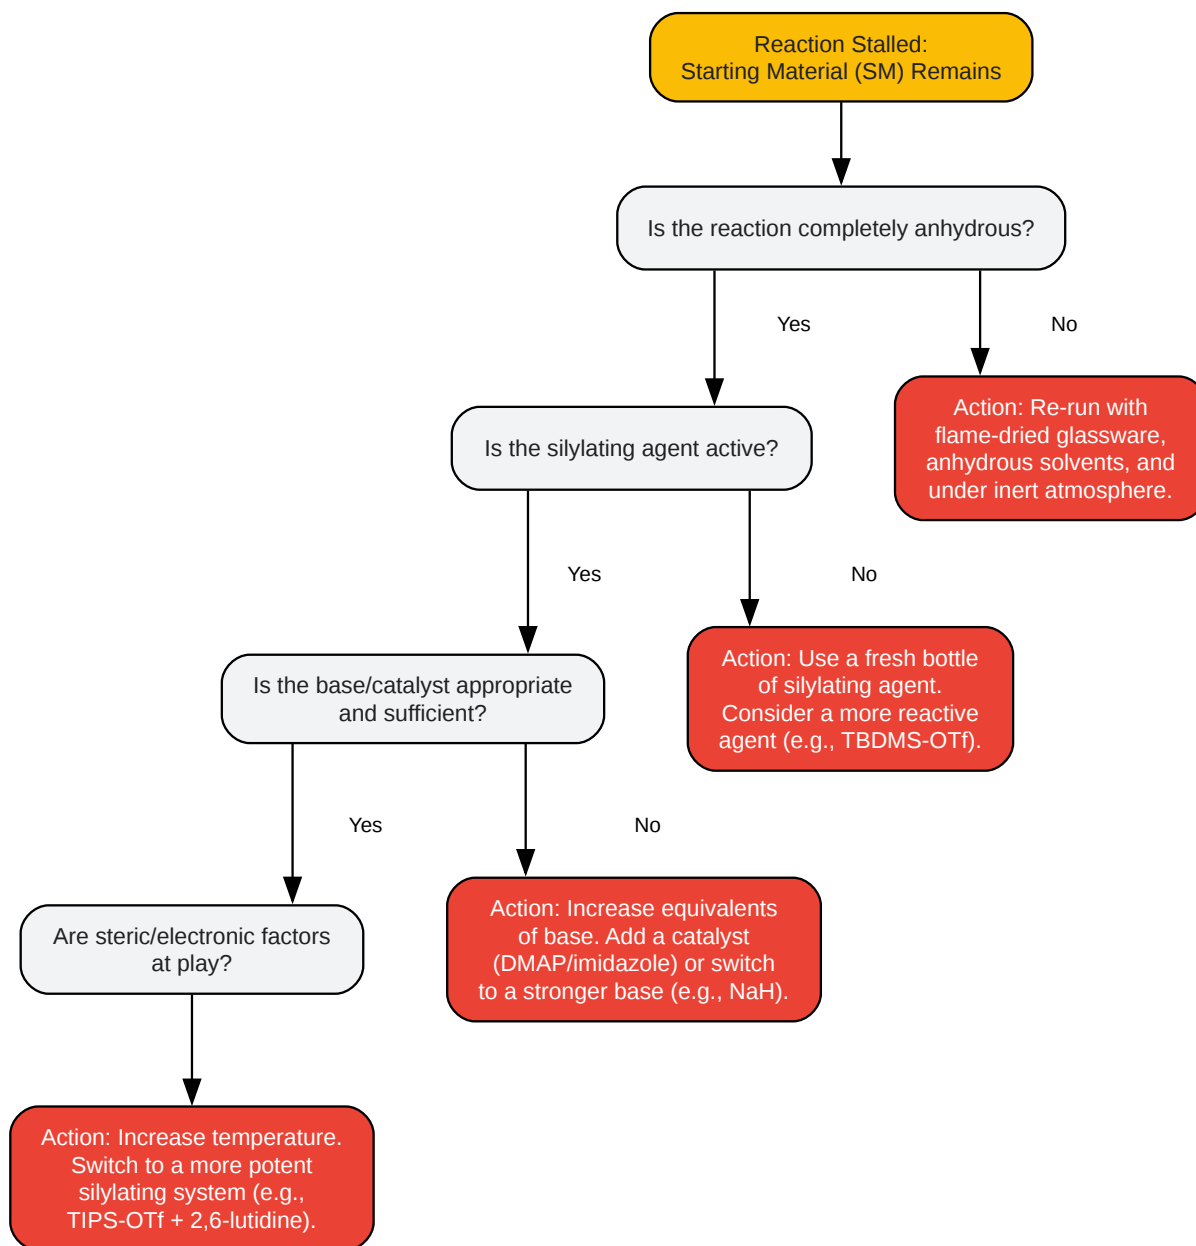 Reaction Stalled:
Starting Material (SM) Remains
Is the reaction completely anhydrous?
Yes
No
Action: Re-run with
flame-dried glassware,
anhydrous solvents, and
under inert atmosphere.
Is the silylating agent active?
Yes
No
Action: Use a fresh bottle
of silylating agent.
Consider a more reactive
agent (e.g., TBDMS-OTf).
Is the base/catalyst appropriate
and sufficient?
Yes
No
Action: Increase equivalents
of base. Add a catalyst
(DMAP/imidazole) or switch
to a stronger base (e.g., NaH).
Are steric/electronic factors
at play?
Action: Increase temperature.
Switch to a more potent
silylating system (e.g.,
TIPS-OTf + 2,6-lutidine).